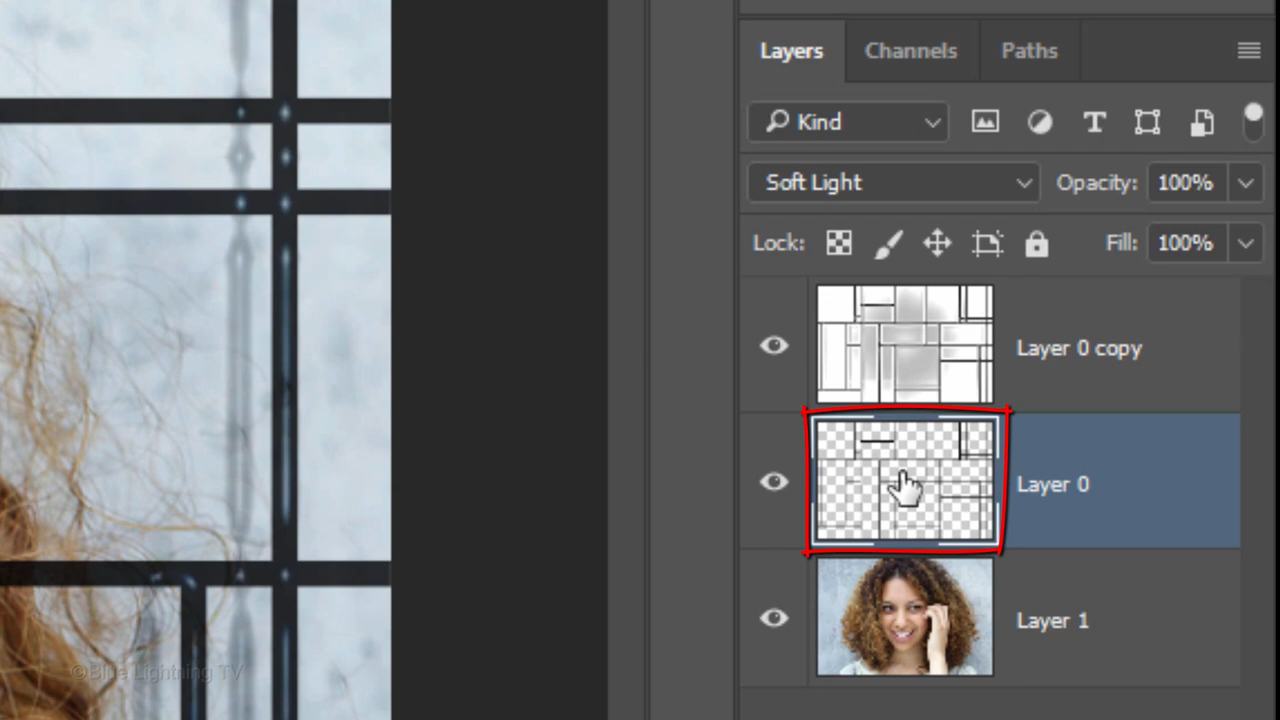 Layers Channels Paths
Kind
Soft Light Opacity: 100%
Lock: Fill: 100%
Layer 0 copy
Layer 0
Layer 1
©Blue Lightning TV